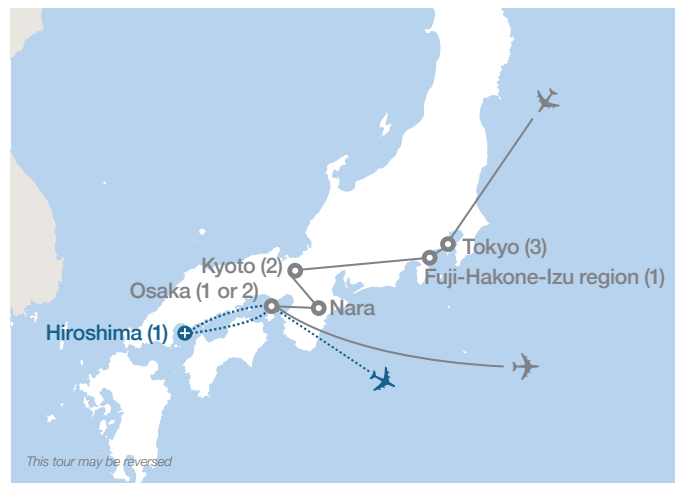 Tokyo (3)
Fuji-Hakone-Izu region (1)
Kyoto (2)
Osaka (1 or 2)
Nara
Hiroshima (1)
This tour may be reversed